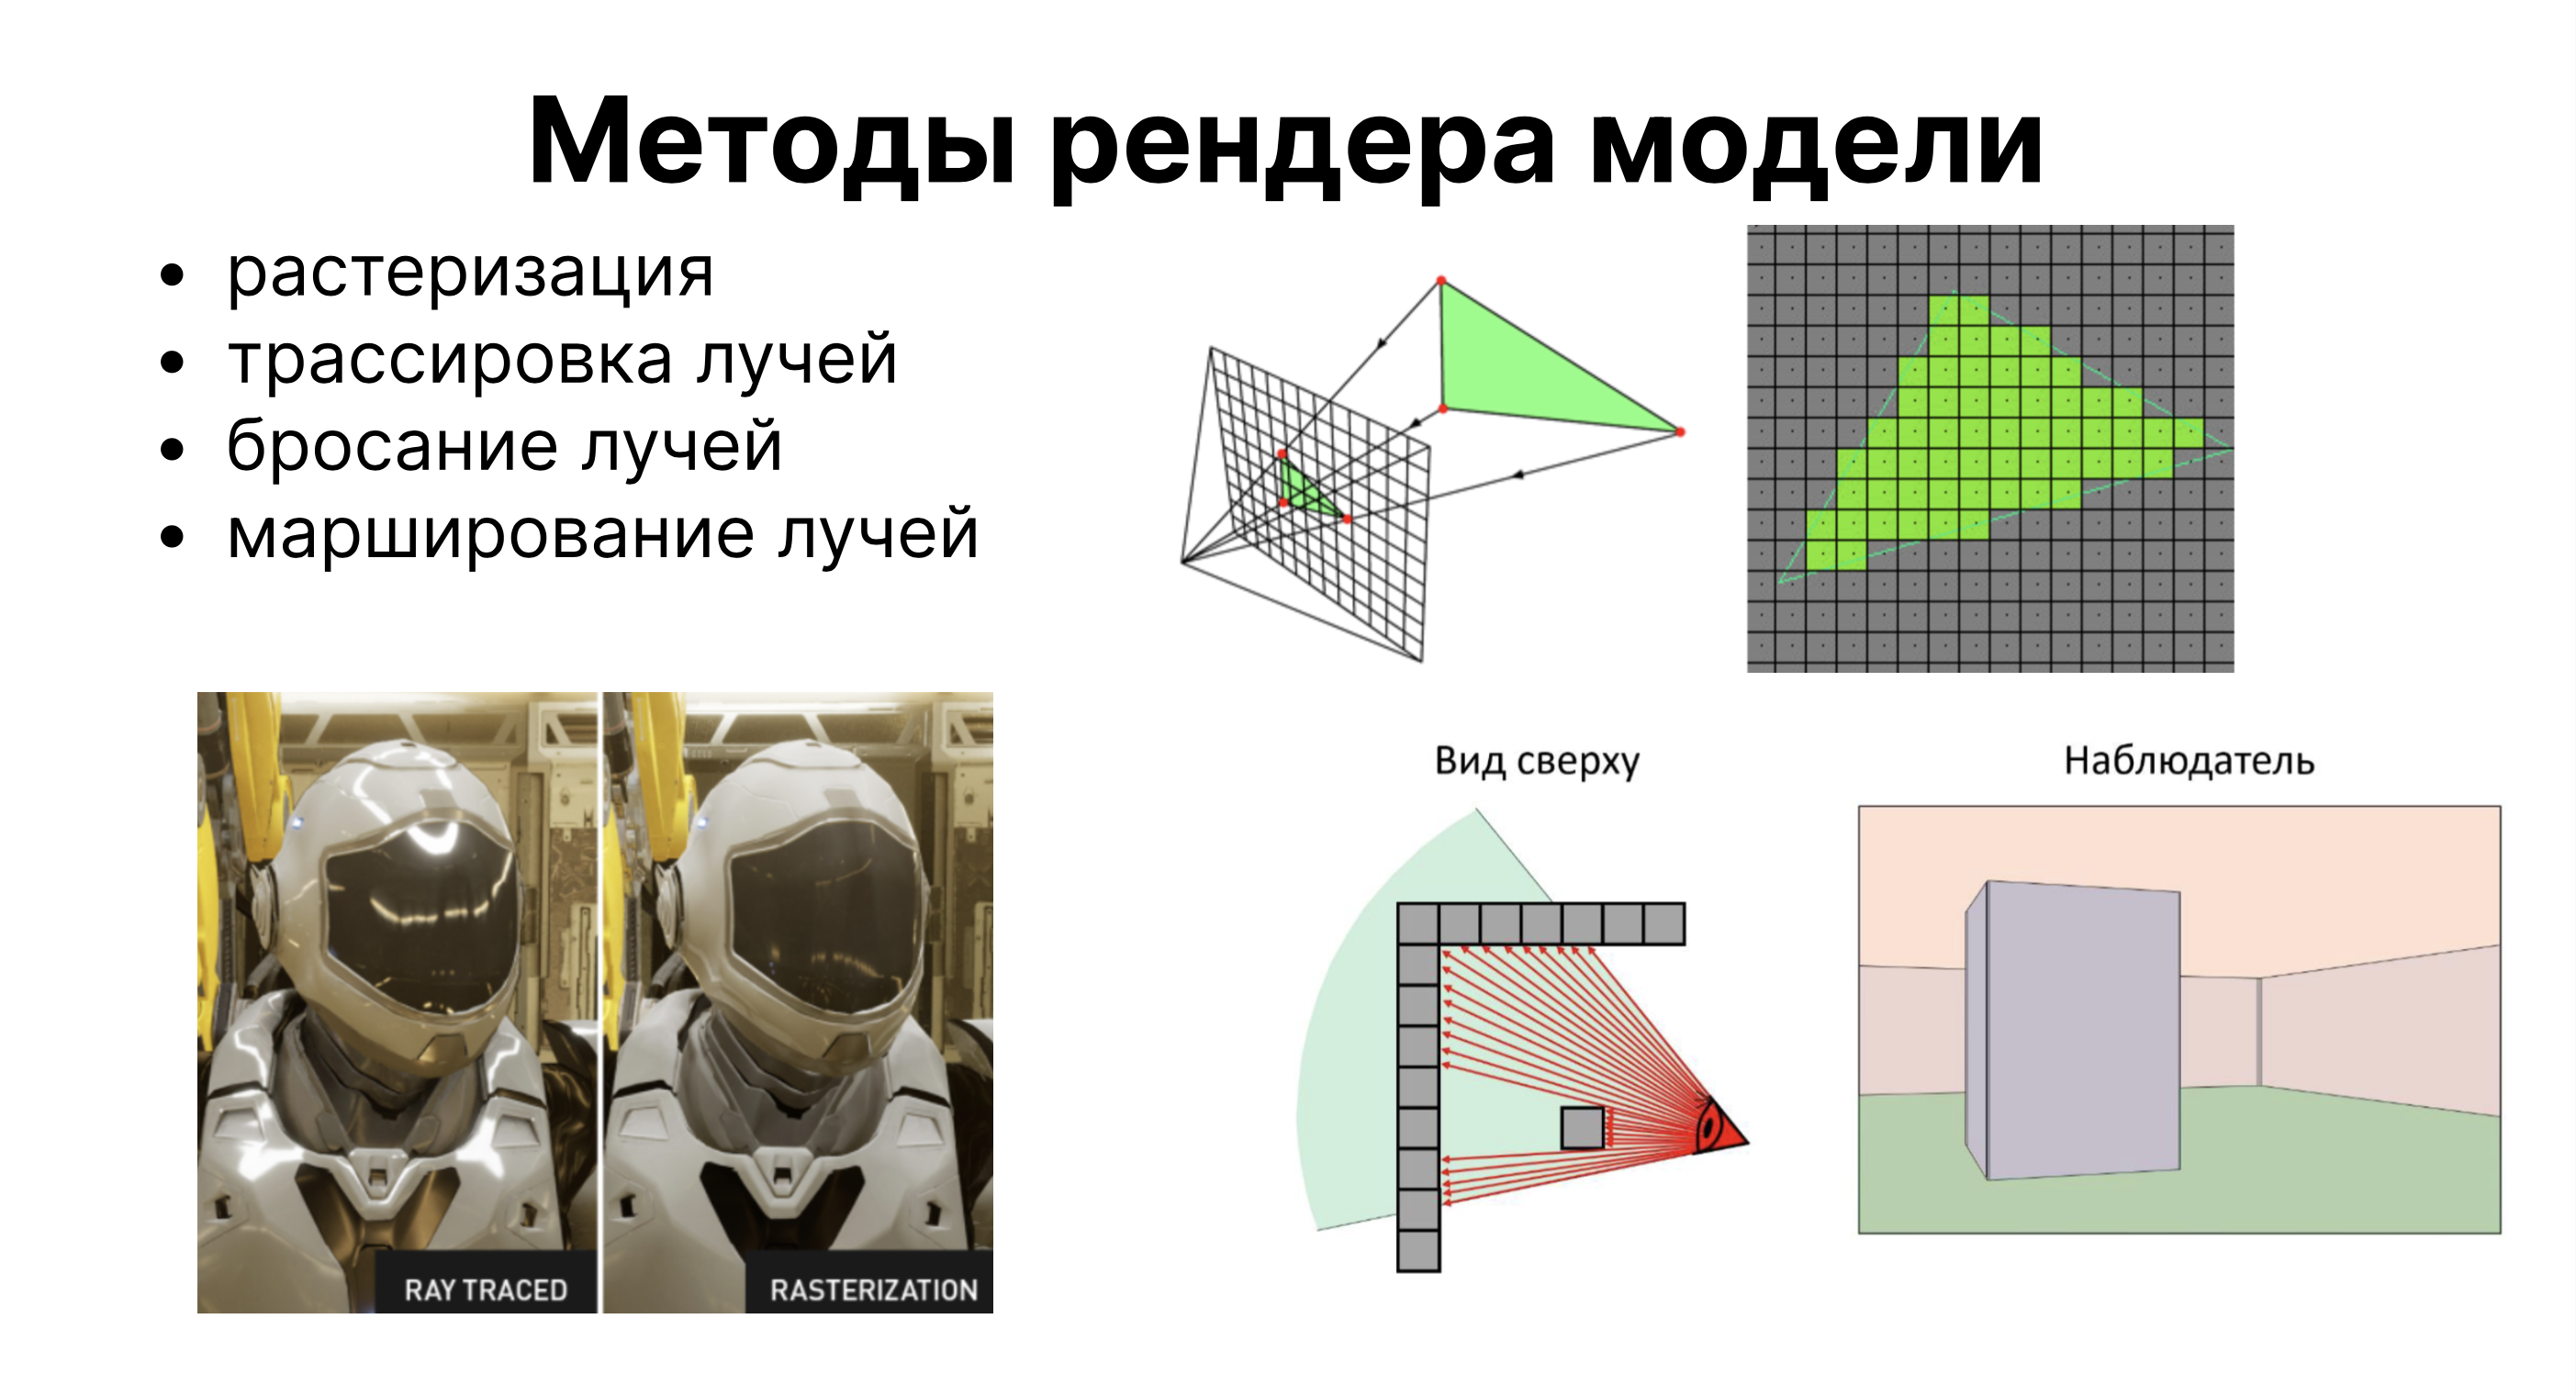 Методы рендера модели
• растеризация
• трассировка лучей
• бросание лучей
• марширование лучей
RAY TRACED
RASTERIZATION
Вид сверху
Наблюдатель